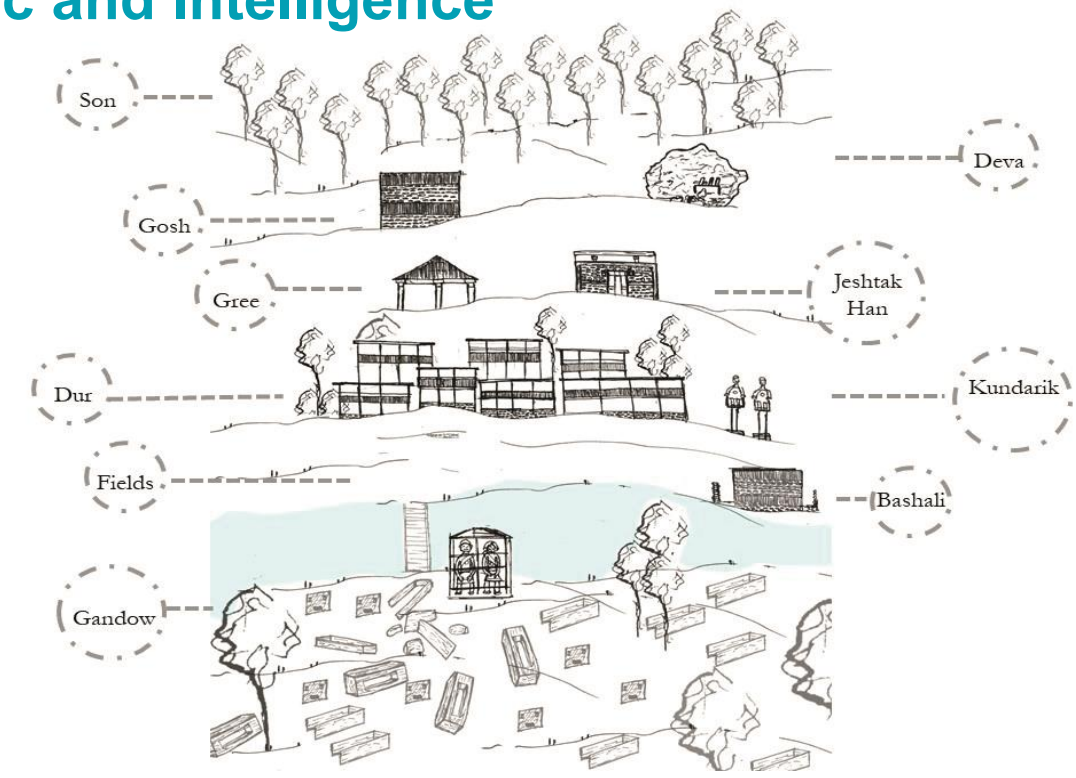 c and Intelligence
Son
Deva
Gosh
Gree
Jeshtak
Han
Dur
Kundarik
Fields
Bashali
Gandow